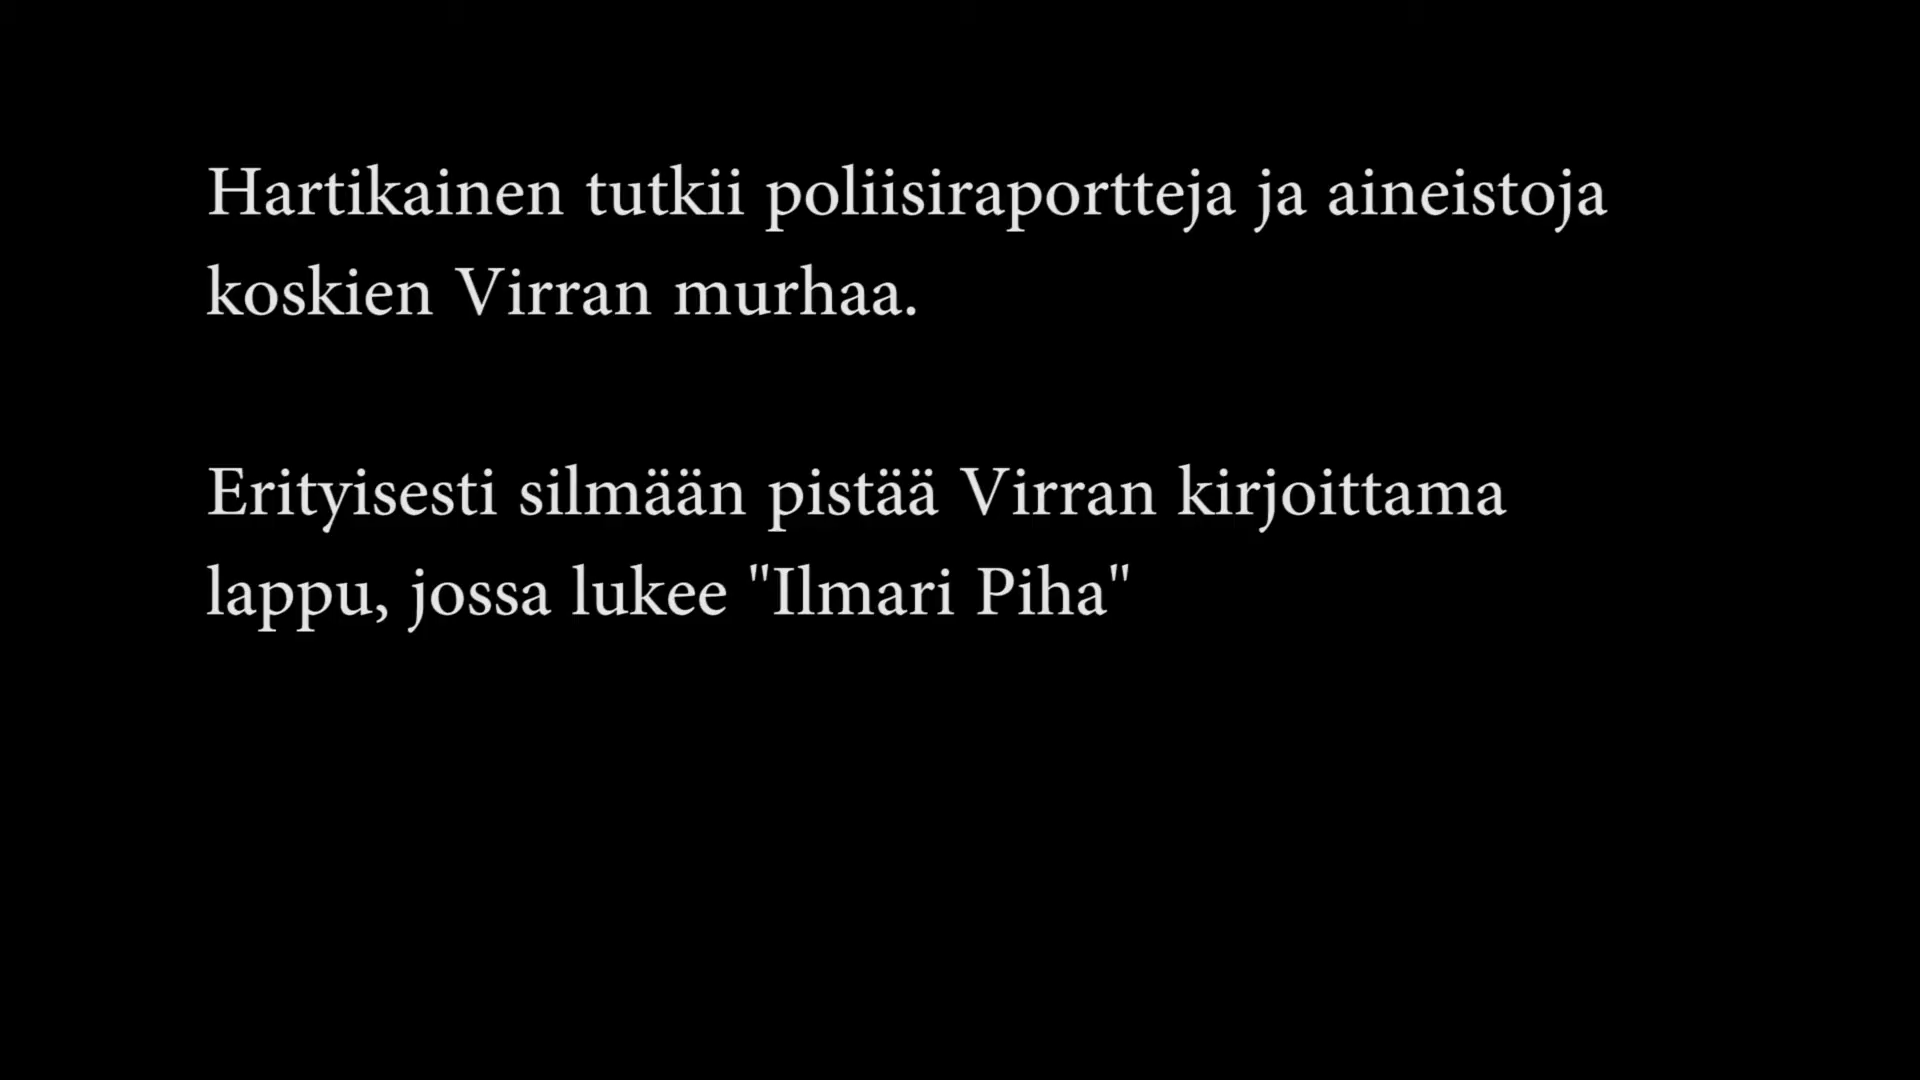 Hartikainen tutkii poliisiraportteja ja aineistoja
koskien Virran murhaa.
Erityisesti silmään pistää Virran kirjoittama
lappu, jossa lukee "Ilmari Piha"